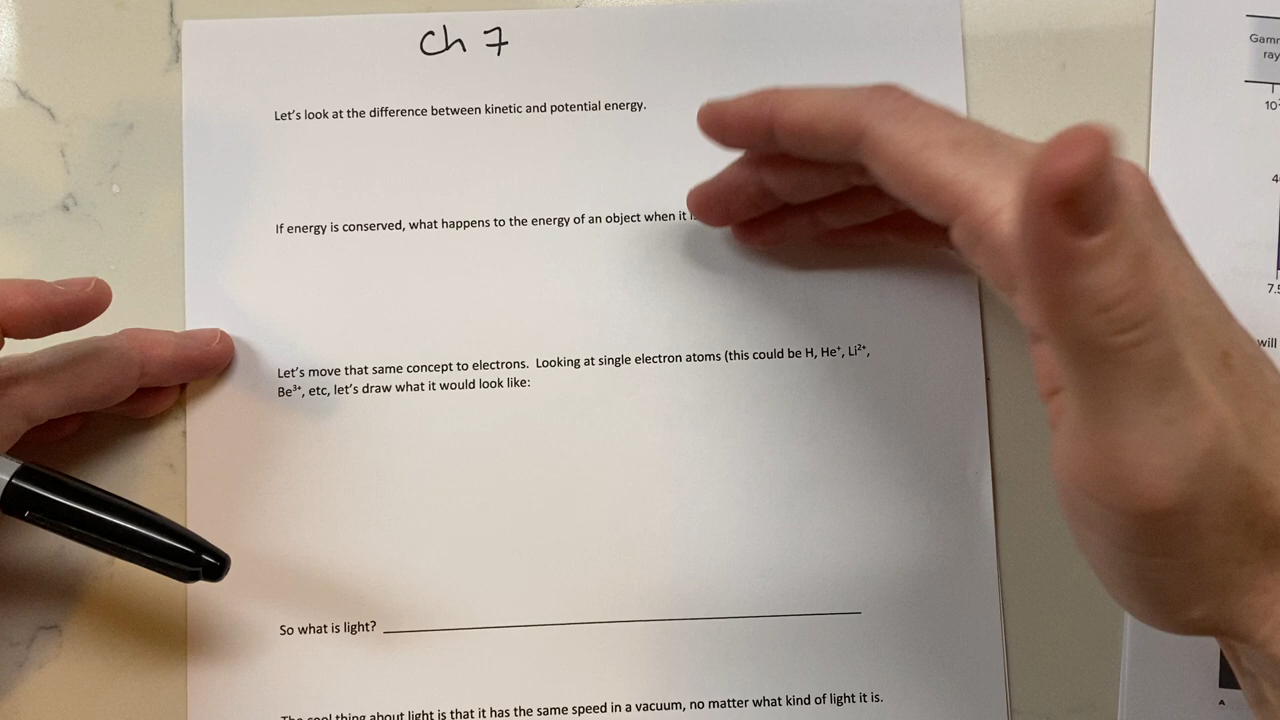 Ch 7
Let's look at the difference between kinetic and potential energy.
If energy is conserved, what happens to the energy of an object when it
Let's move that same concept to electrons. Looking at single electron atoms (this could be H, He⁺, Li²⁺,
Be³⁺, etc, let's draw what it would look like:
So what is light?
The cool thing about light is that it has the same speed in a vacuum, no matter what kind of light it is.
ray
10
7.5
will
A